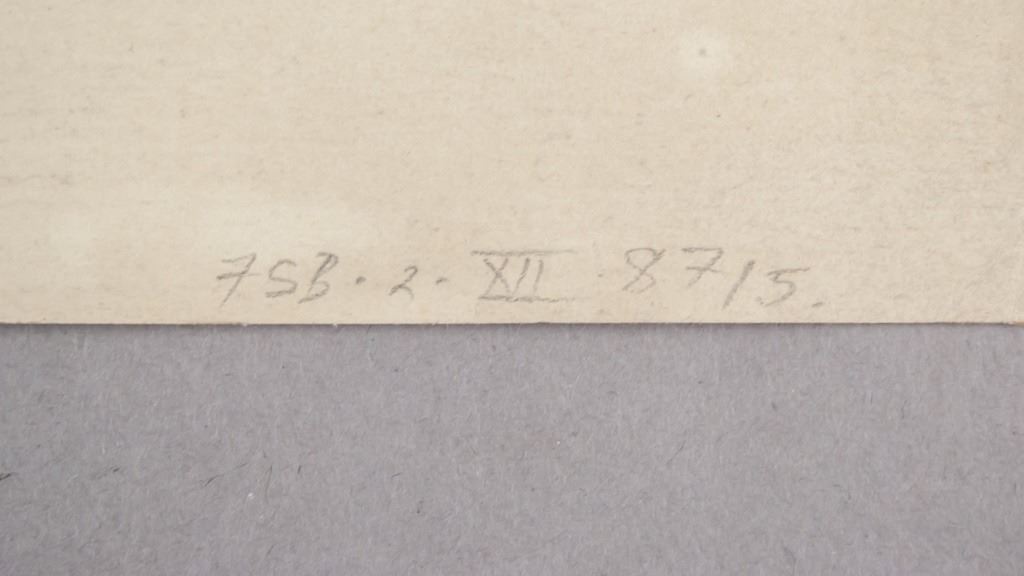 7SB. 2. XII. 87/5.